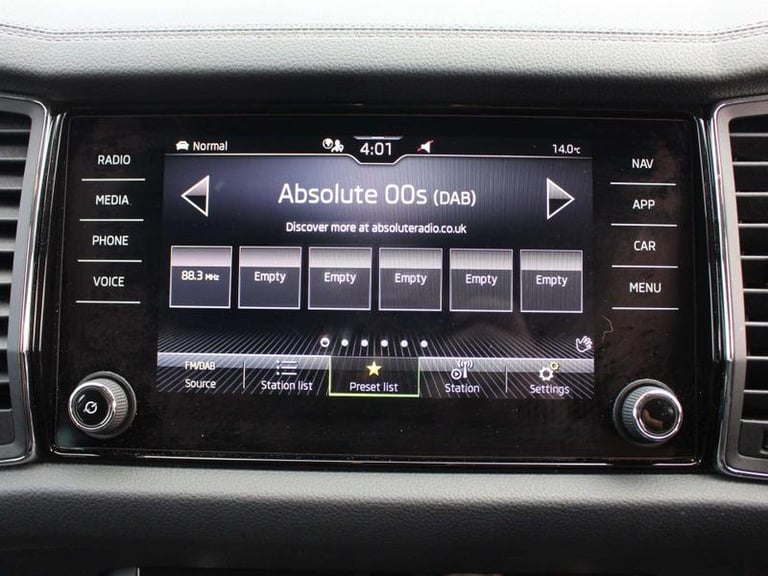 RADIO
MEDIA
PHONE
VOICE
Normal
4:01
14.0°C
Absolute 00s (DAB)
Discover more at absoluteradio.co.uk
88.3 MHz
Empty
Empty
Empty
Empty
Empty
FM/DAB
Source
Station list
Preset list
Station
Settings
NAV
APP
CAR
MENU